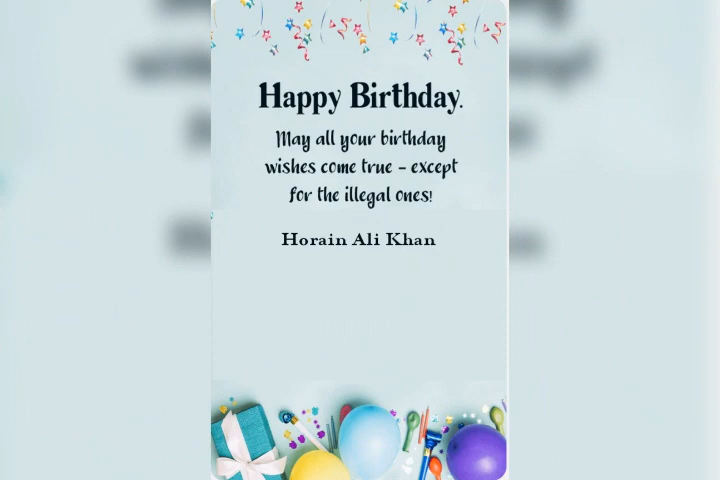 Happy Birthday.
May all your birthday
wishes come true – except
for the illegal ones!
Horain Ali Khan